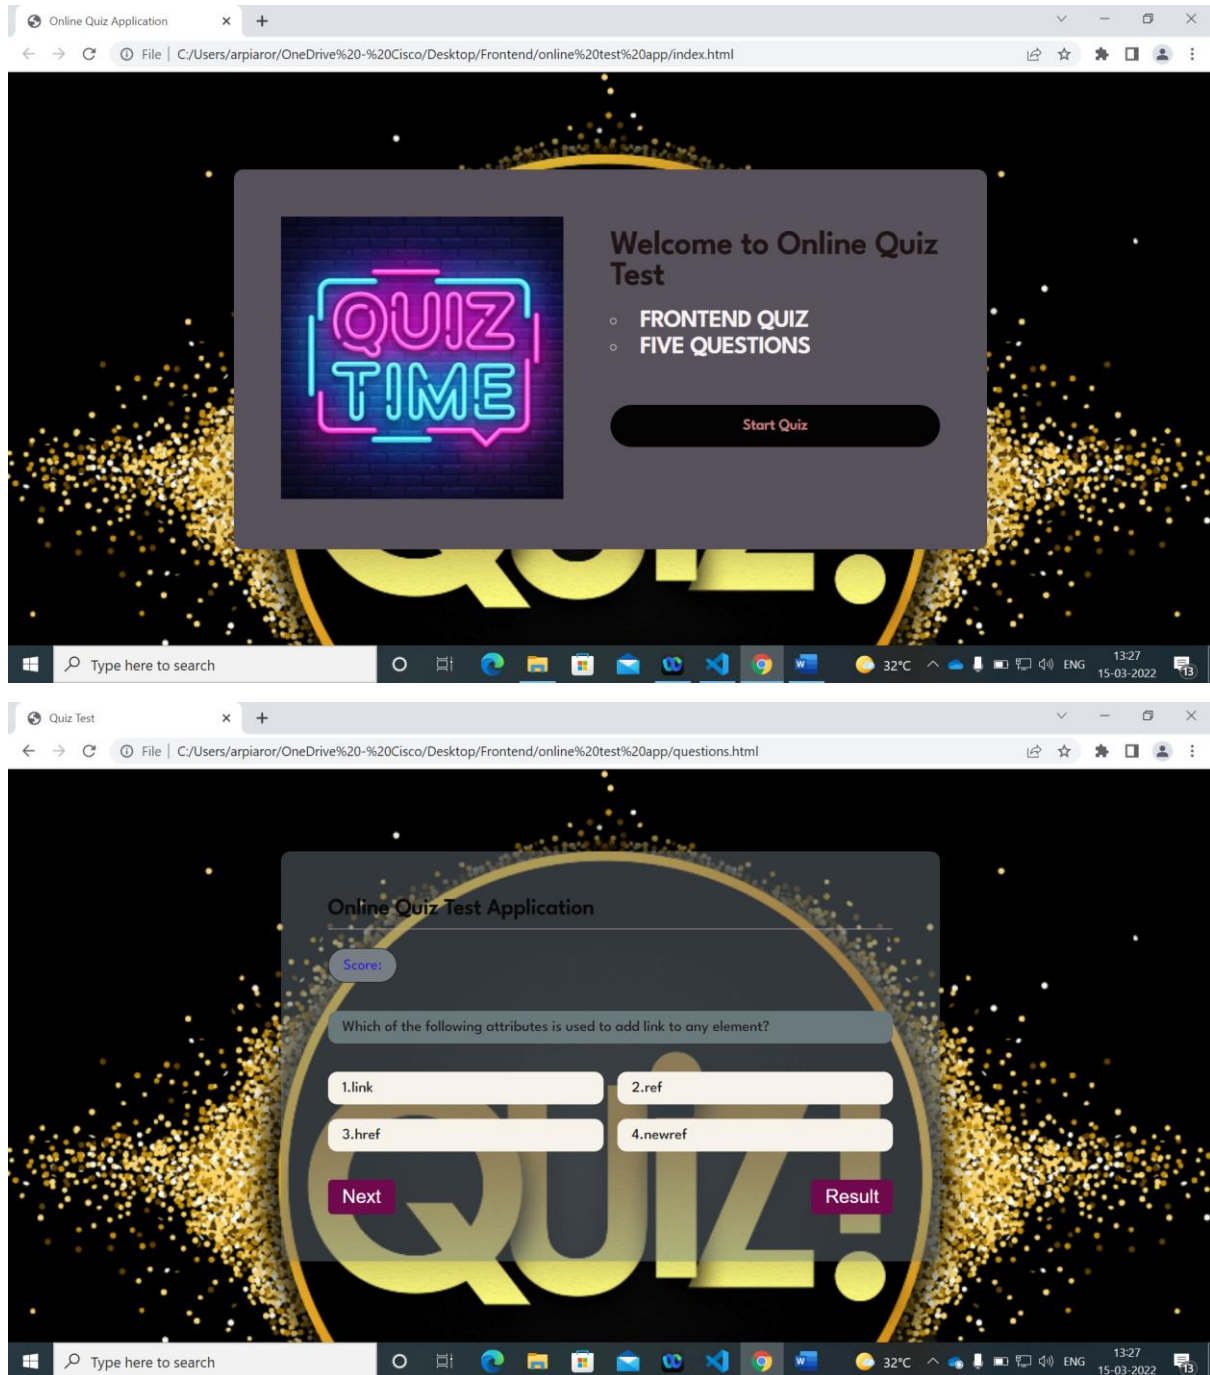 Online Quiz Application
File | C:/Users/arpiaror/OneDrive%20-%20Cisco/Desktop/Frontend/online%20test%20app/index.html
QUIZ
TIME
Welcome to Online Quiz
Test
FRONTEND QUIZ
FIVE QUESTIONS
Start Quiz
QUIZ!
Type here to search
32°C
ENG
13:27
15-03-2022
13
Quiz Test
File | C:/Users/arpiaror/OneDrive%20-%20Cisco/Desktop/Frontend/online%20test%20app/questions.html
Online Quiz Test Application
Score:
Which of the following attributes is used to add link to any element?
1.link
2.ref
3.href
4.newref
Next
Result
QUIZ!
Type here to search
32°C
ENG
13:27
15-03-2022
13